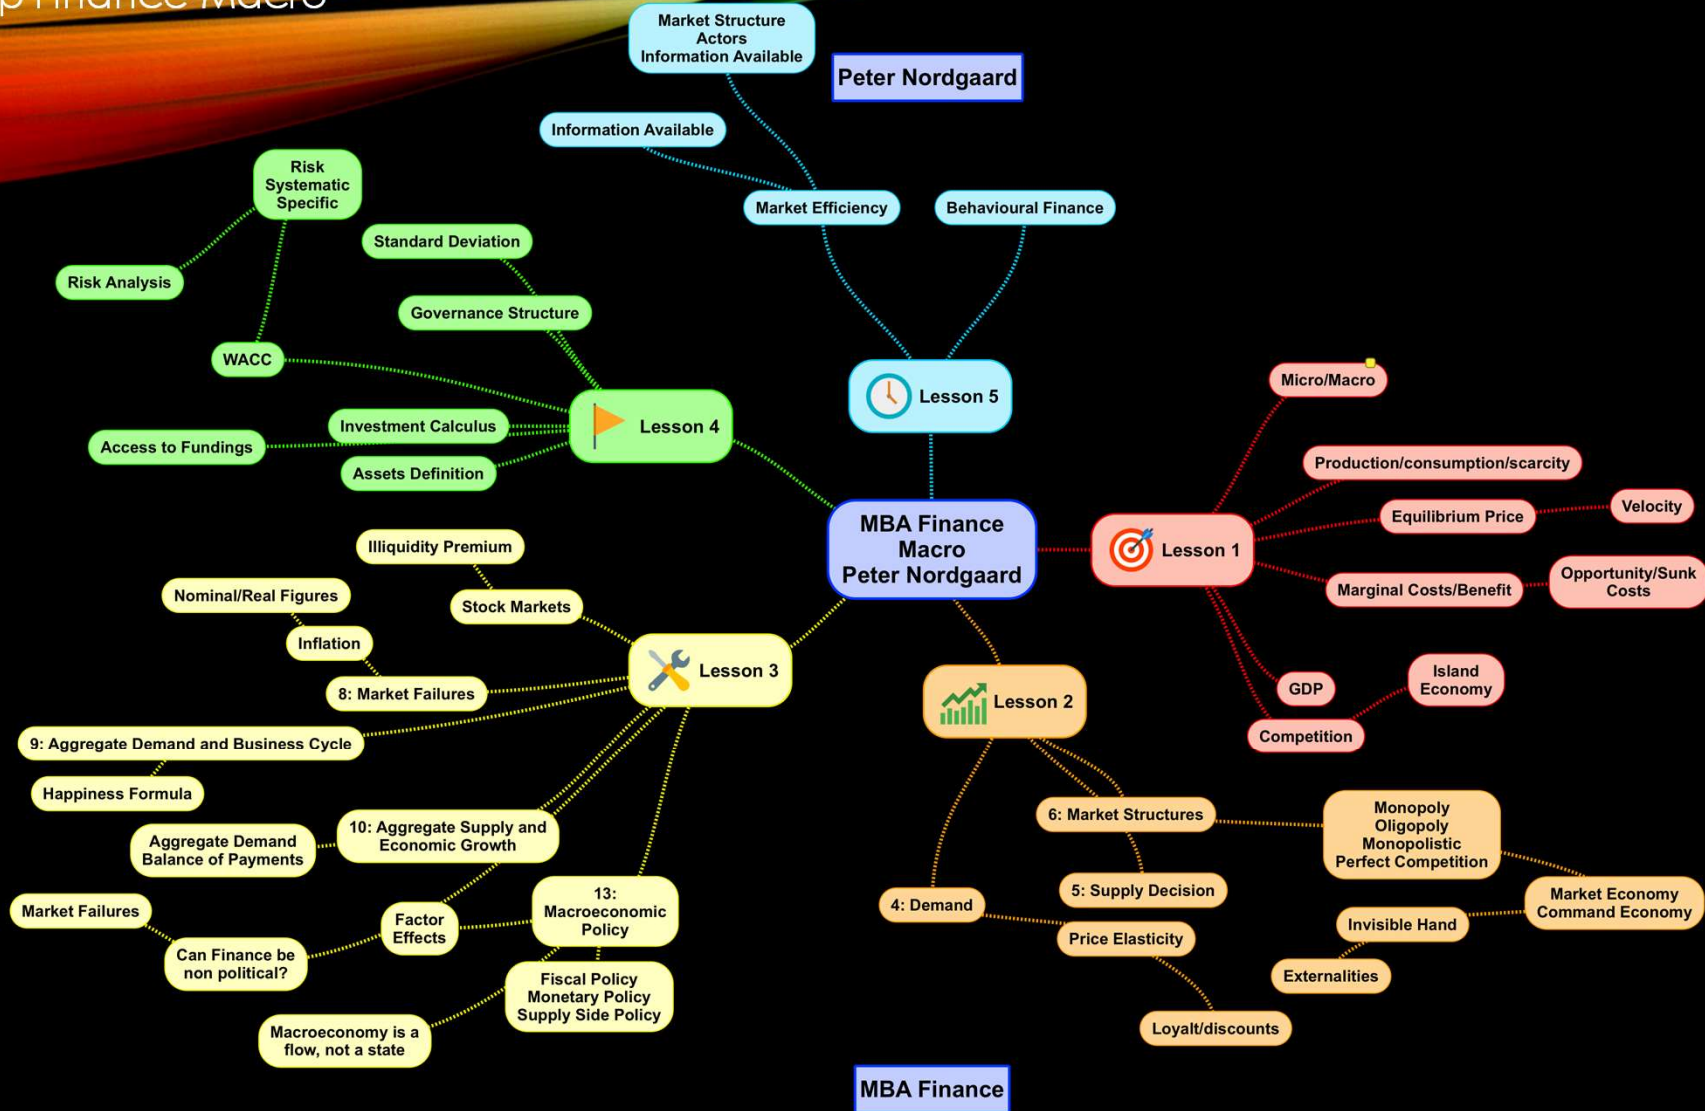 p Finance Macro
Market Structure
Actors
Information Available
Peter Nordgaard
Information Available
Market Efficiency
Behavioural Finance
Lesson 5
Risk
Systematic
Specific
Standard Deviation
Risk Analysis
Governance Structure
WACC
Investment Calculus
Access to Fundings
Assets Definition
Lesson 4
MBA Finance
Macro
Peter Nordgaard
Micro/Macro
Production/consumption/scarcity
Equilibrium Price
Velocity
Lesson 1
Marginal Costs/Benefit
Opportunity/Sunk
Costs
GDP
Island
Economy
Competition
Illiquidity Premium
Nominal/Real Figures
Stock Markets
Inflation
8: Market Failures
Lesson 3
9: Aggregate Demand and Business Cycle
Happiness Formula
10: Aggregate Supply and
Economic Growth
Aggregate Demand
Balance of Payments
13:
Macroeconomic
Policy
Market Failures
Factor
Effects
Can Finance be
non political?
Fiscal Policy
Monetary Policy
Supply Side Policy
Macroeconomy is a
flow, not a state
Lesson 2
6: Market Structures
Monopoly
Oligopoly
Monopolistic
Perfect Competition
5: Supply Decision
4: Demand
Market Economy
Command Economy
Invisible Hand
Price Elasticity
Externalities
Loyalt/discounts
MBA Finance